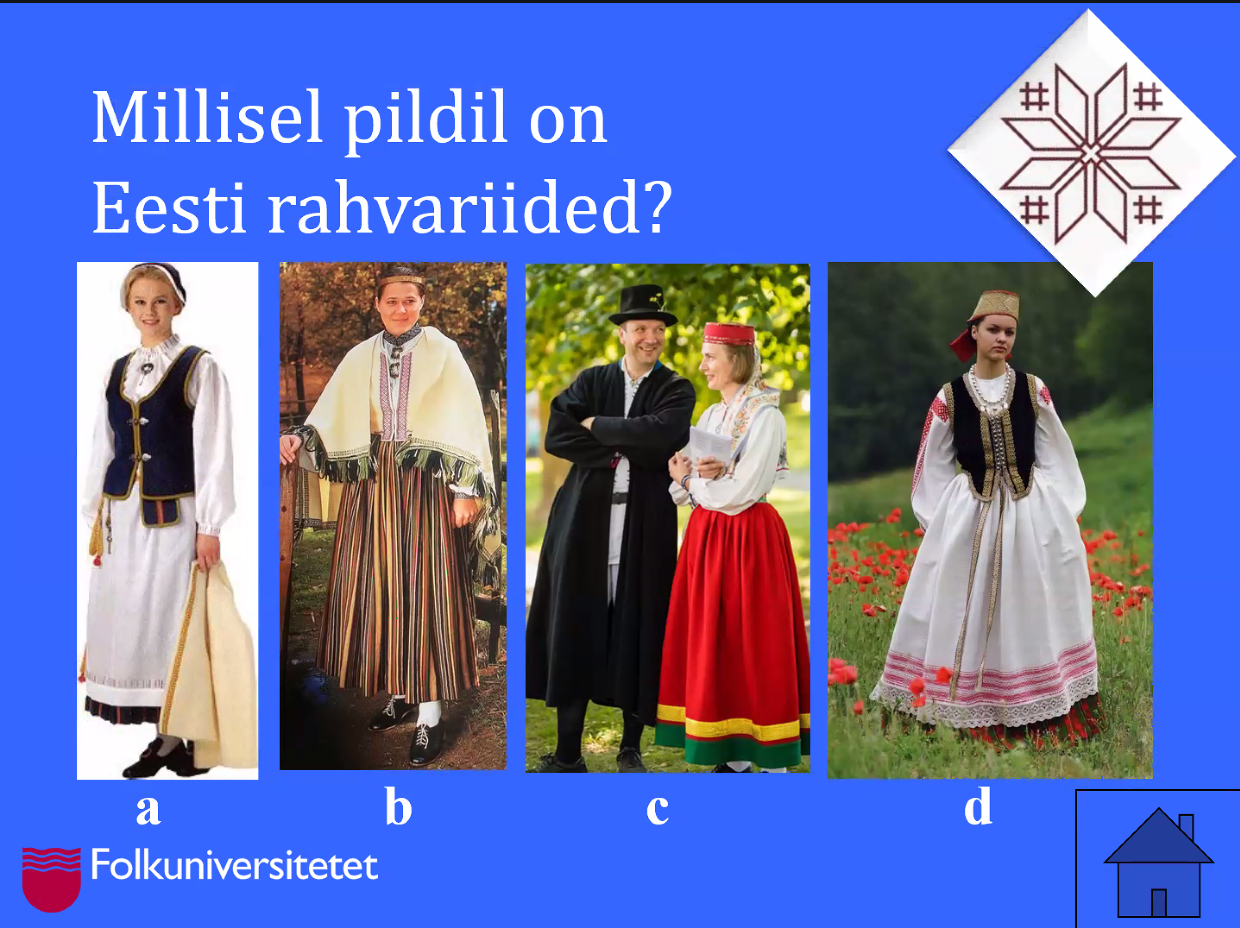 Millisel pildil on
Eesti rahvariided?
a
b
c
d
Folkuniversitetet